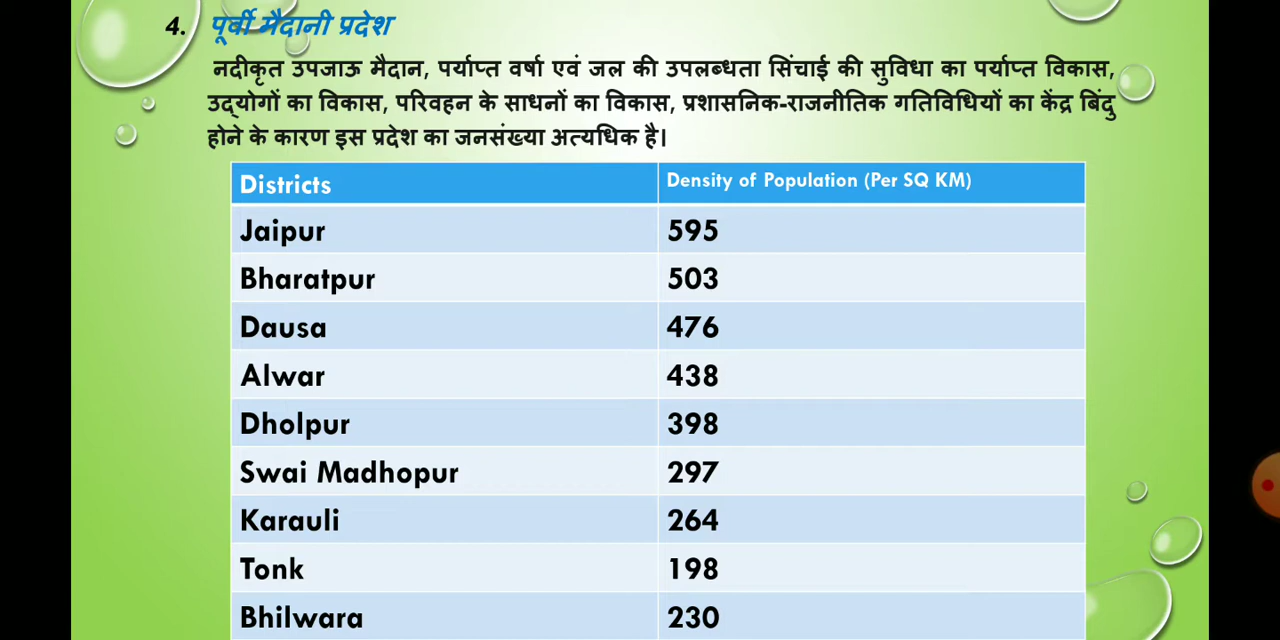 4. पूर्वी मैदानी प्रदेश
नदीकृत उपजाऊ मैदान, पर्याप्त वर्षा एवं जल की उपलब्धता सिंचाई की सुविधा का पर्याप्त विकास,
उद्योगों का विकास, परिवहन के साधनों का विकास, प्रशासनिक-राजनीतिक गतिविधियों का केंद्र बिंदु
होने के कारण इस प्रदेश का जनसंख्या अत्यधिक है।
Districts Density of Population (Per SQ KM)
Jaipur 595
Bharatpur 503
Dausa 476
Alwar 438
Dholpur 398
Swai Madhopur 297
Karauli 264
Tonk 198
Bhilwara 230